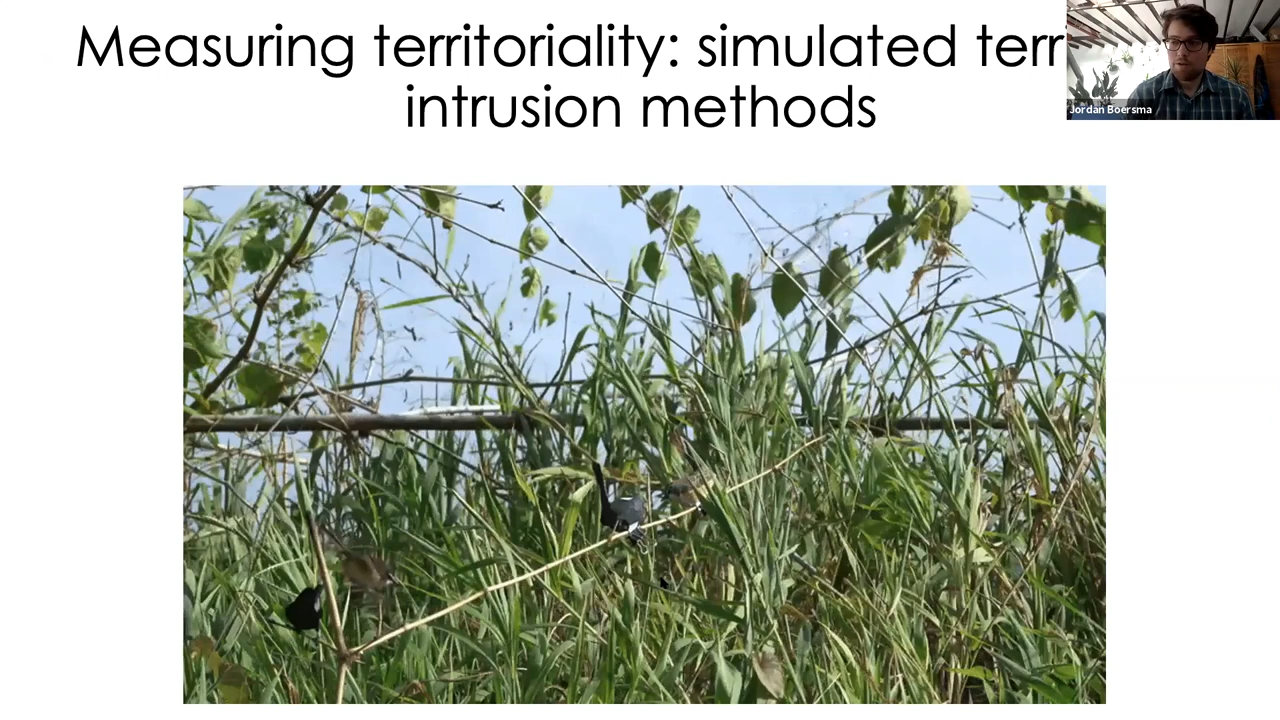 Measuring territoriality: simulated terr
intrusion methods
Jordan Boersma